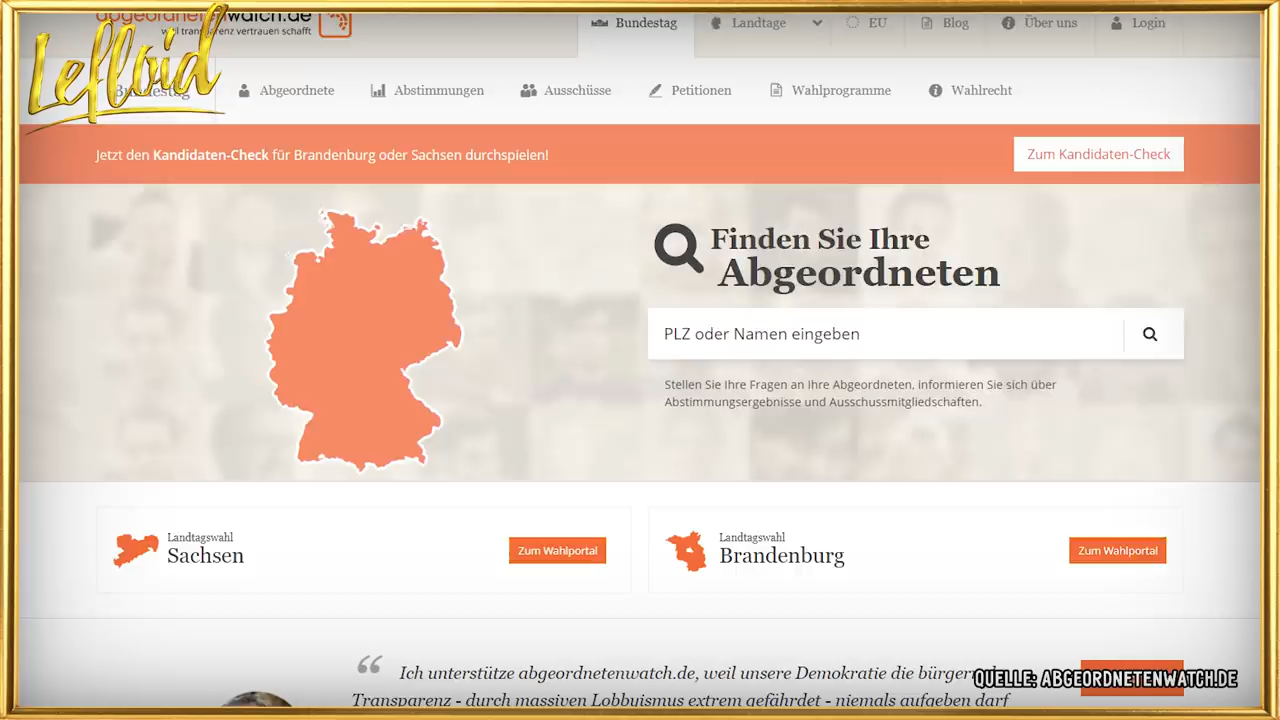 abgeordnetenwatch.de
weil transparenz vertrauen schafft
Bundestag
Landtage
EU
Blog
Über uns
Login
Lefloid
Bundestag
Abgeordnete
Abstimmungen
Ausschüsse
Petitionen
Wahlprogramme
Wahlrecht
Jetzt den Kandidaten-Check für Brandenburg oder Sachsen durchspielen!
Zum Kandidaten-Check
Finden Sie Ihre
Abgeordneten
PLZ oder Namen eingeben
Stellen Sie Ihre Fragen an Ihre Abgeordneten, informieren Sie sich über
Abstimmungsergebnisse und Ausschussmitgliedschaften.
Landtagswahl
Sachsen
Zum Wahlportal
Landtagswahl
Brandenburg
Zum Wahlportal
“ Ich unterstütze abgeordnetenwatch.de, weil unsere Demokratie die
Transparenz - durch massiven Lobbuismus extrem gefährdet - niemals aufgeben darf
QUELLE: ABGEORDNETENWATCH.DE